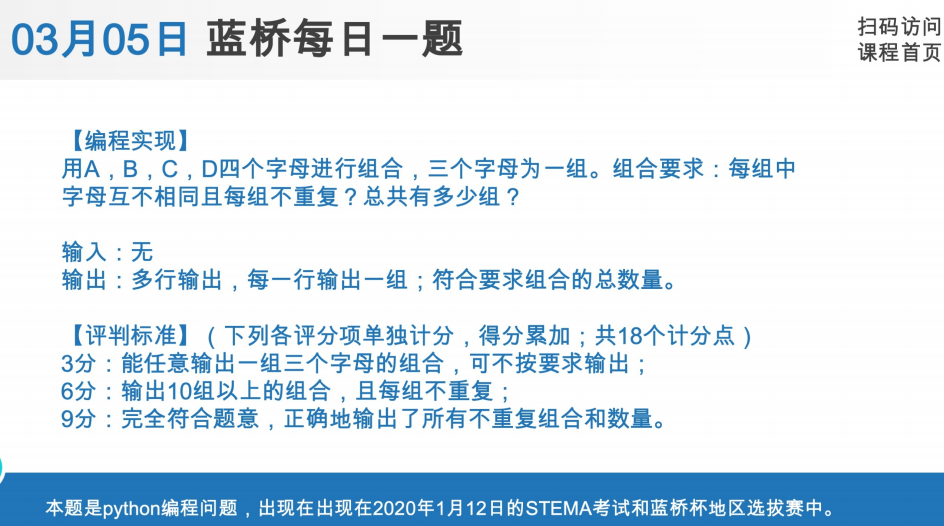 03月05日 蓝桥每日一题
扫码访问
课程首页
【编程实现】
用A，B，C，D四个字母进行组合，三个字母为一组。组合要求：每组中
字母互不相同且每组不重复？总共有多少组？
输入：无
输出：多行输出，每一行输出一组；符合要求组合的总数量。
【评判标准】（下列各评分项单独计分，得分累加；共18个计分点）
3分：能任意输出一组三个字母的组合，可不按要求输出；
6分：输出10组以上的组合，且每组不重复；
9分：完全符合题意，正确地输出了所有不重复组合和数量。
本题是python编程问题，出现在出现在2020年1月12日的STEMA考试和蓝桥杯地区选拔赛中。